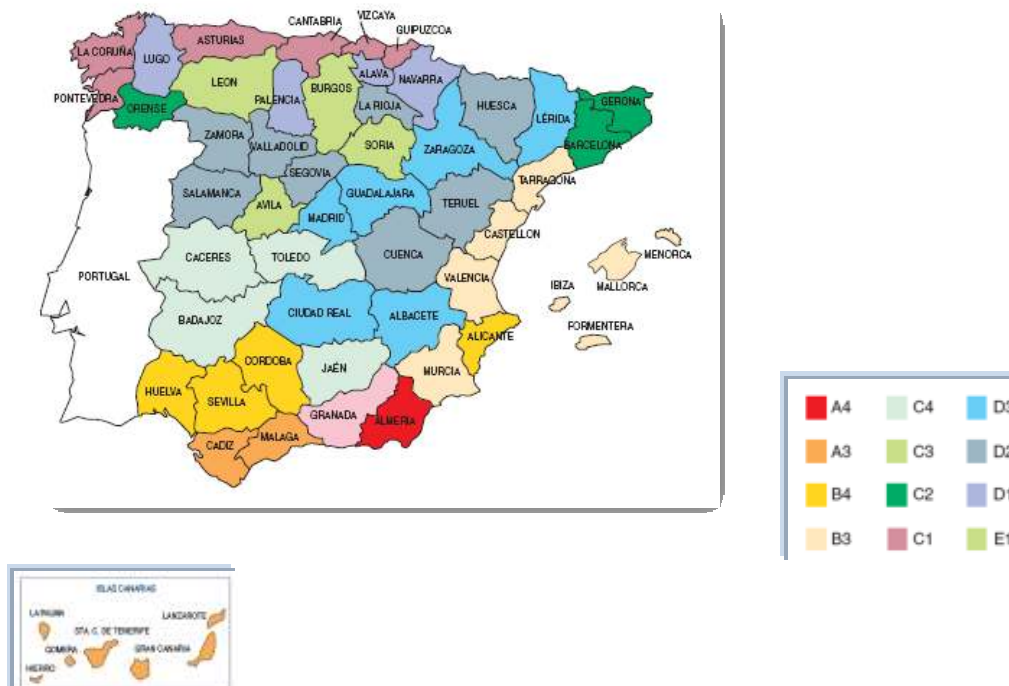 CANTABRIA
VIZCAYA
GUIPUZCOA
LA CORUÑA
LUGO
ASTURIAS
ALAVA
NAVARRA
LEON
PALENCIA
BURGOS
PONTEVEDRA
ORENSE
LA RIOJA
HUESCA
LÉRIDA
GERONA
BARCELONA
ZAMORA
VALLADOLID
SORIA
ZARAGOZA
SEGOVIA
TARRAGONA
SALAMANCA
AVILA
MADRID
GUADALAJARA
TERUEL
CASTELLON
CACERES
TOLEDO
CUENCA
MENORCA
PORTUGAL
VALENCIA
IBIZA
MALLORCA
BADAJOZ
CIUDAD REAL
ALBACETE
FORMENTERA
ALICANTE
CORDOBA
JAÉN
MURCIA
HUELVA
SEVILLA
GRANADA
ALMERIA
CADIZ
MALAGA
A4 C4 D3
A3 C3 D2
B4 C2 D1
B3 C1 E1
ISLAS CANARIAS
LA PALMA
LANZAROTE
STA. C. DE TENERIFE
GOMERA
GRAN CANARIA
HIERRO